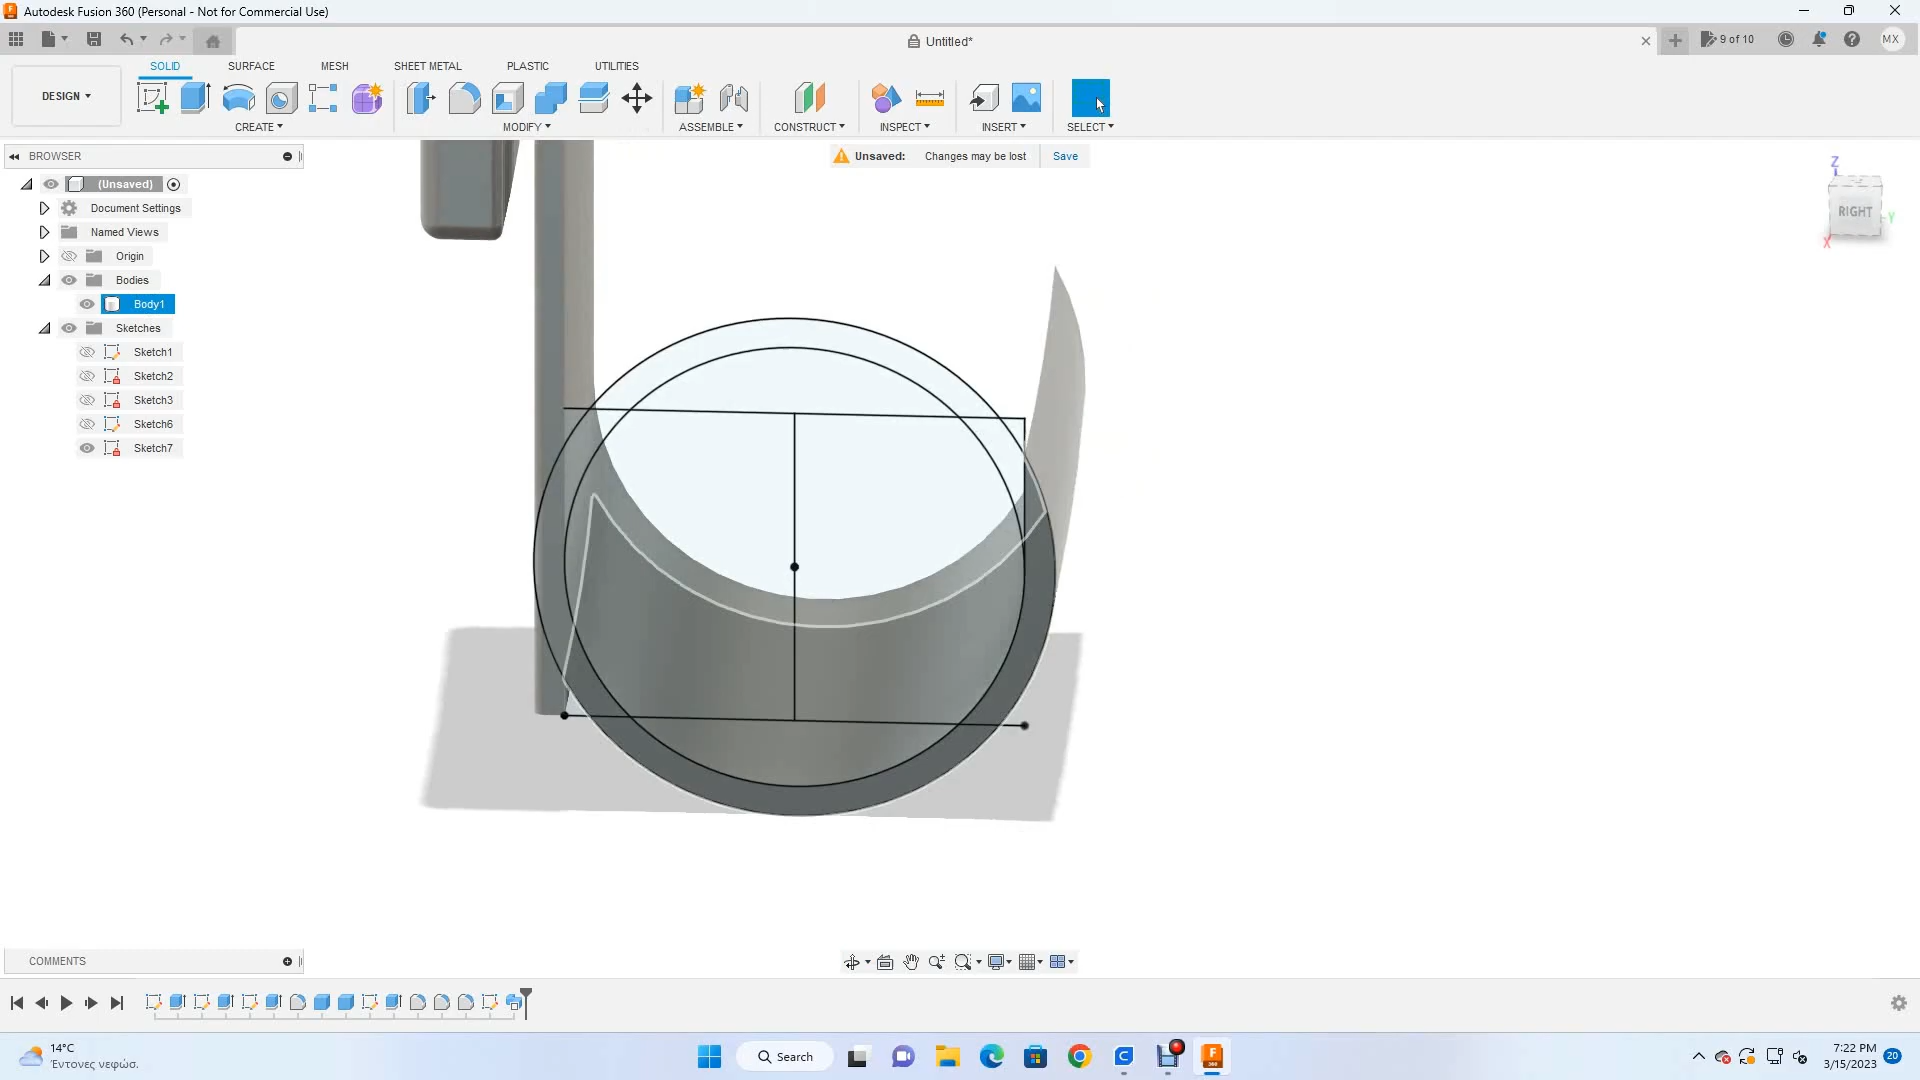 Autodesk Fusion 360 (Personal - Not for Commercial Use)
Untitled*
9 of 10
MX
DESIGN
SOLID
SURFACE
MESH
SHEET METAL
PLASTIC
UTILITIES
CREATE
MODIFY
ASSEMBLE
CONSTRUCT
INSPECT
INSERT
SELECT
BROWSER
Unsaved: Changes may be lost Save
(Unsaved)
Document Settings
Named Views
Origin
Bodies
Body1
Sketches
Sketch1
Sketch2
Sketch3
Sketch6
Sketch7
Z
RIGHT
Y
X
COMMENTS
14°C
Έντονες νεφώσ.
Search
7:22 PM
3/15/2023
20